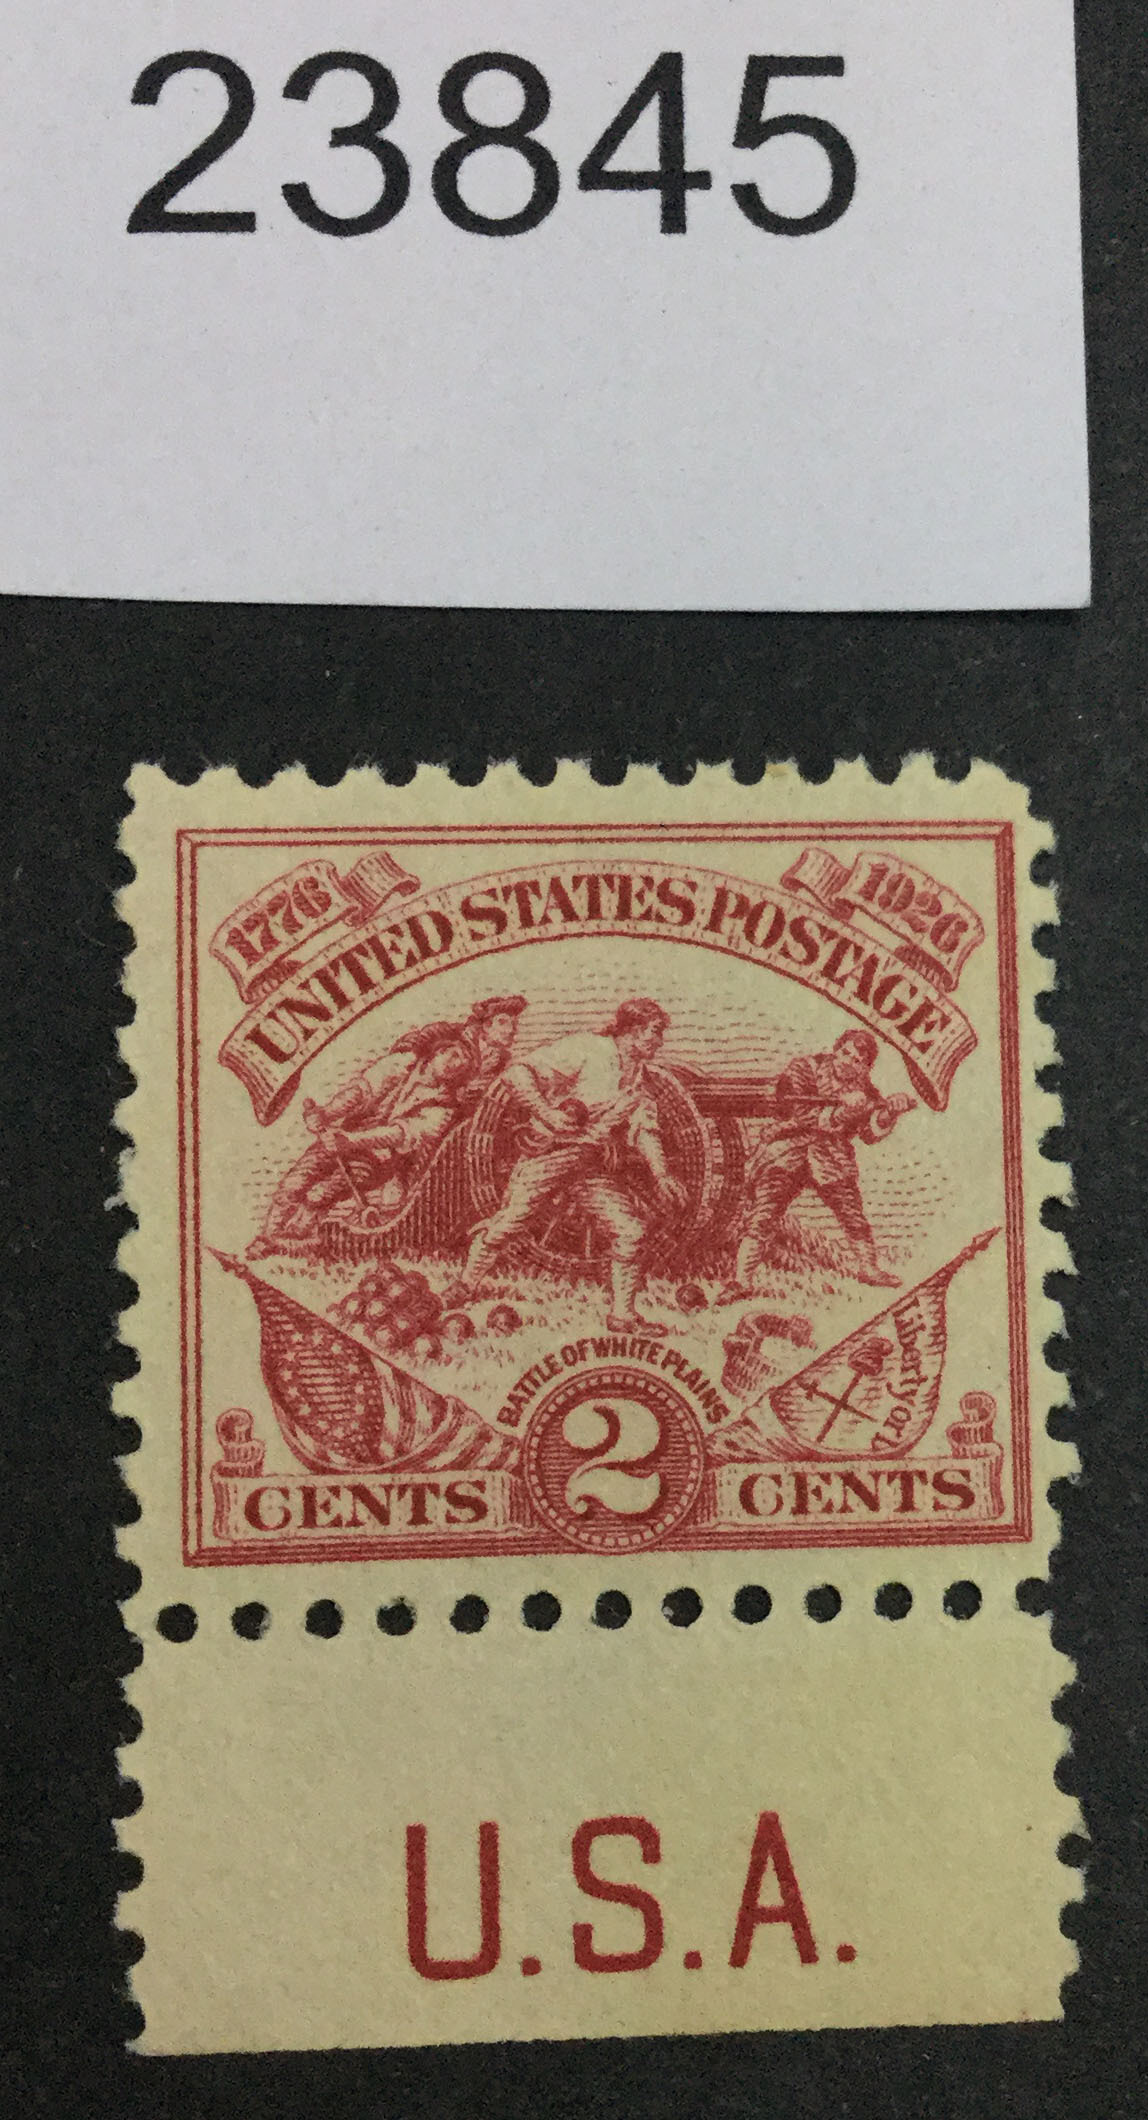 23845
1776
1926
UNITED STATES POSTAGE
BATTLE OF WHITE PLAINS
Liberty or
CENTS 2 CENTS
U.S.A.